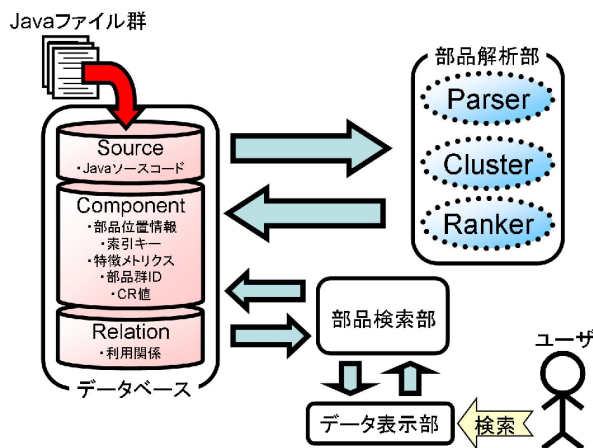 Javaファイル群
Source
・Javaソースコード
Component
・部品位置情報
・索引キー
・特徴メトリクス
・部品群ID
・CR値
Relation
・利用関係
データベース
部品解析部
Parser
Cluster
Ranker
部品検索部
データ表示部
検索
ユーザ